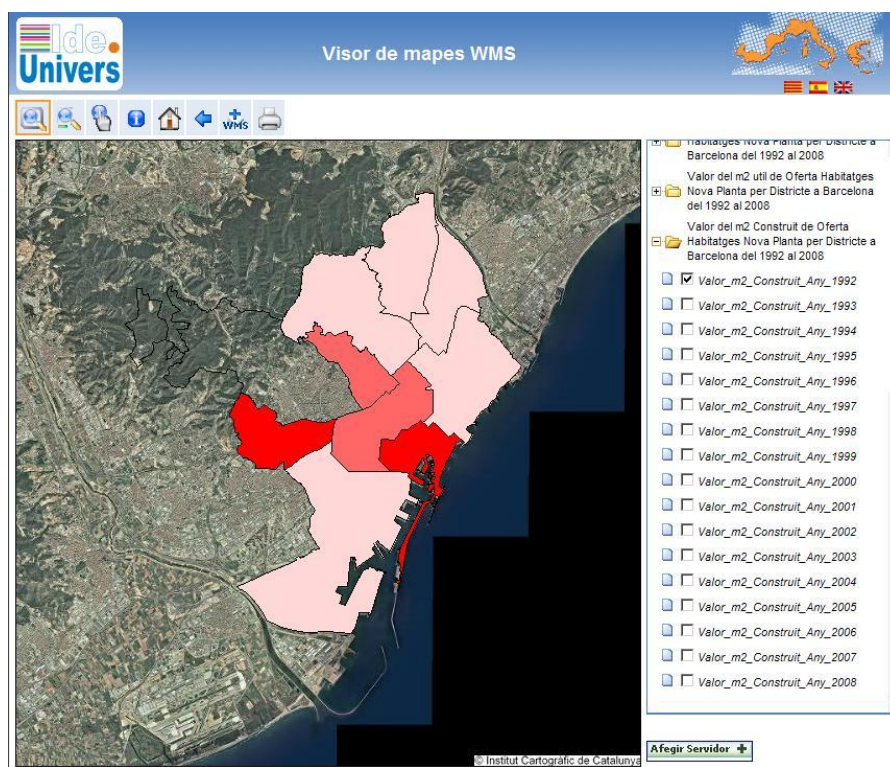 Ide.
Univers
Visor de mapes WMS
WMS
Habitatges Nova Planta per Districte a
Barcelona del 1992 al 2008
Valor del m2 util de Oferta Habitatges
Nova Planta per Districte a Barcelona
del 1992 al 2008
Valor del m2 Construit de Oferta
Habitatges Nova Planta per Districte a
Barcelona del 1992 al 2008
Valor_m2_Construit_Any_1992
Valor_m2_Construit_Any_1993
Valor_m2_Construit_Any_1994
Valor_m2_Construit_Any_1995
Valor_m2_Construit_Any_1996
Valor_m2_Construit_Any_1997
Valor_m2_Construit_Any_1998
Valor_m2_Construit_Any_1999
Valor_m2_Construit_Any_2000
Valor_m2_Construit_Any_2001
Valor_m2_Construit_Any_2002
Valor_m2_Construit_Any_2003
Valor_m2_Construit_Any_2004
Valor_m2_Construit_Any_2005
Valor_m2_Construit_Any_2006
Valor_m2_Construit_Any_2007
Valor_m2_Construit_Any_2008
© Institut Cartogràfic de Catalunya
Afegir Servidor +